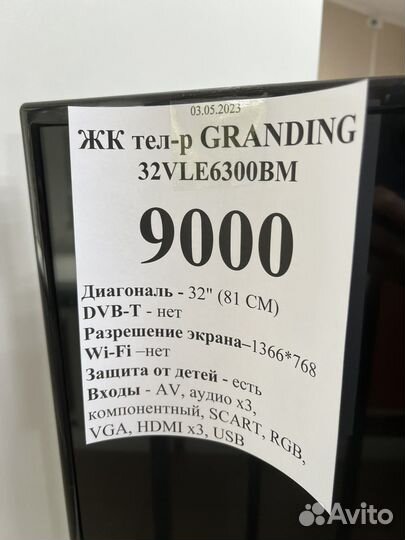 03.05.2023
ЖК тел-р GRANDING
32VLE6300BM
9000
Диагональ - 32" (81 СМ)
DVB-T - нет
Разрешение экрана–1366*768
Wi-Fi –нет
Защита от детей - есть
Входы - AV, аудио x3,
компонентный, SCART, RGB,
VGA, HDMI x3, USB
Avito